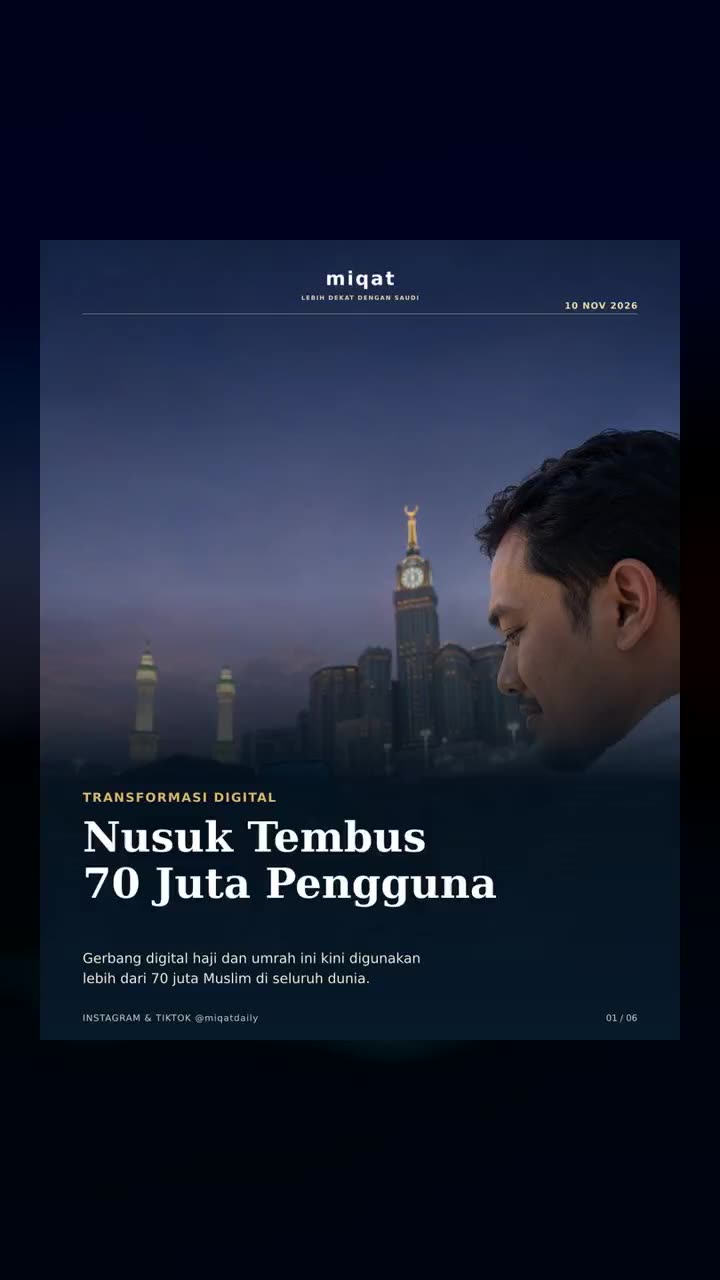 miqat
LEBIH DEKAT DENGAN SAUDI
10 NOV 2026
TRANSFORMASI DIGITAL
Nusuk Tembus
70 Juta Pengguna
Gerbang digital haji dan umrah ini kini digunakan
lebih dari 70 juta Muslim di seluruh dunia.
INSTAGRAM & TIKTOK @miqatdaily
01 / 06